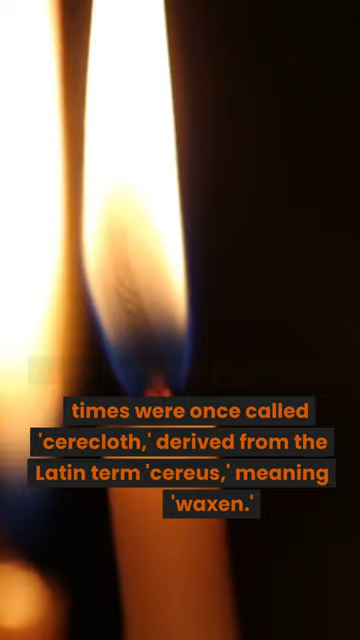 times were once called
'cerecloth,' derived from the
Latin term 'cereus,' meaning
'waxen.'